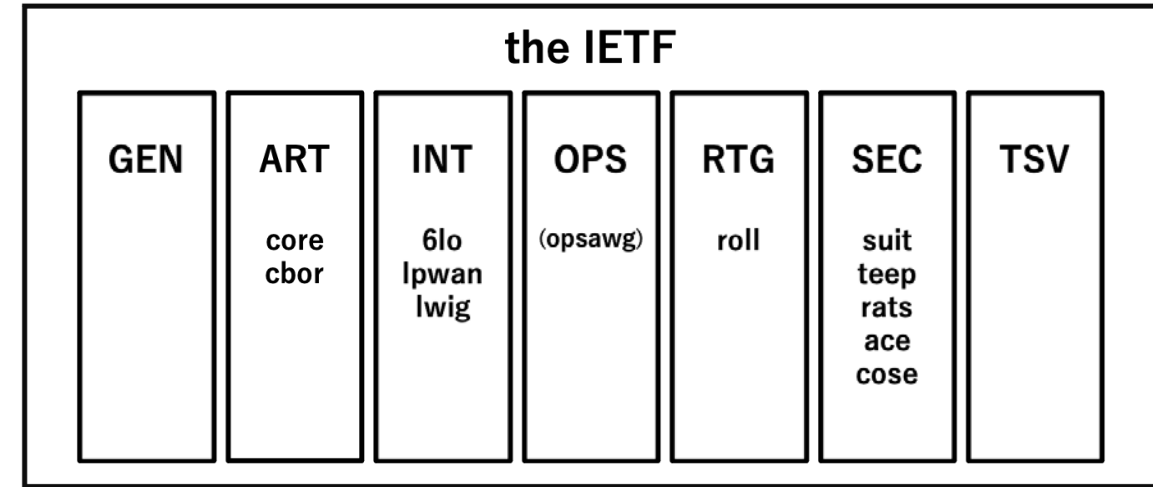 the IETF
GEN
ART
core
cbor
INT
6lo
lpwan
lwig
OPS
(opsawg)
RTG
roll
SEC
suit
teep
rats
ace
cose
TSV